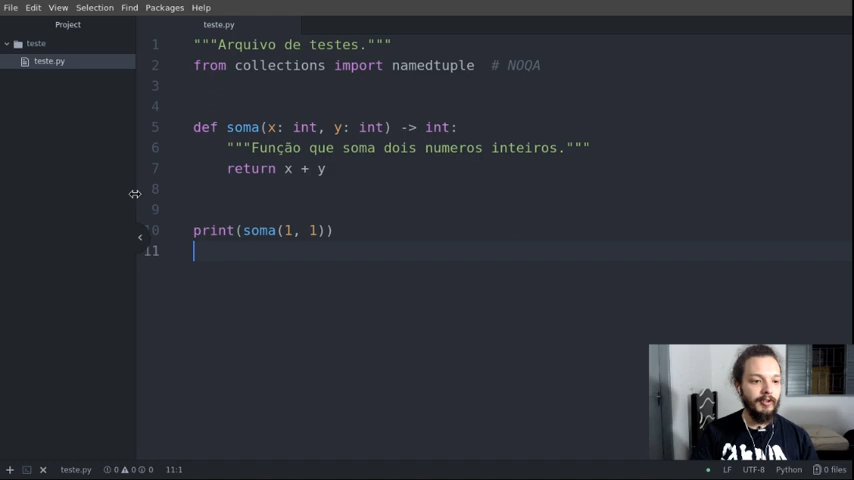 File Edit View Selection Find Packages Help
Project
teste.py
teste
teste.py
1 """Arquivo de testes."""
2 from collections import namedtuple # NOQA
3
4
5 def soma(x: int, y: int) -> int:
6 """Função que soma dois numeros inteiros."""
7 return x + y
8
9
10 print(soma(1, 1))
11
teste.py 0 0 0 11:1 LF UTF-8 Python 0 files